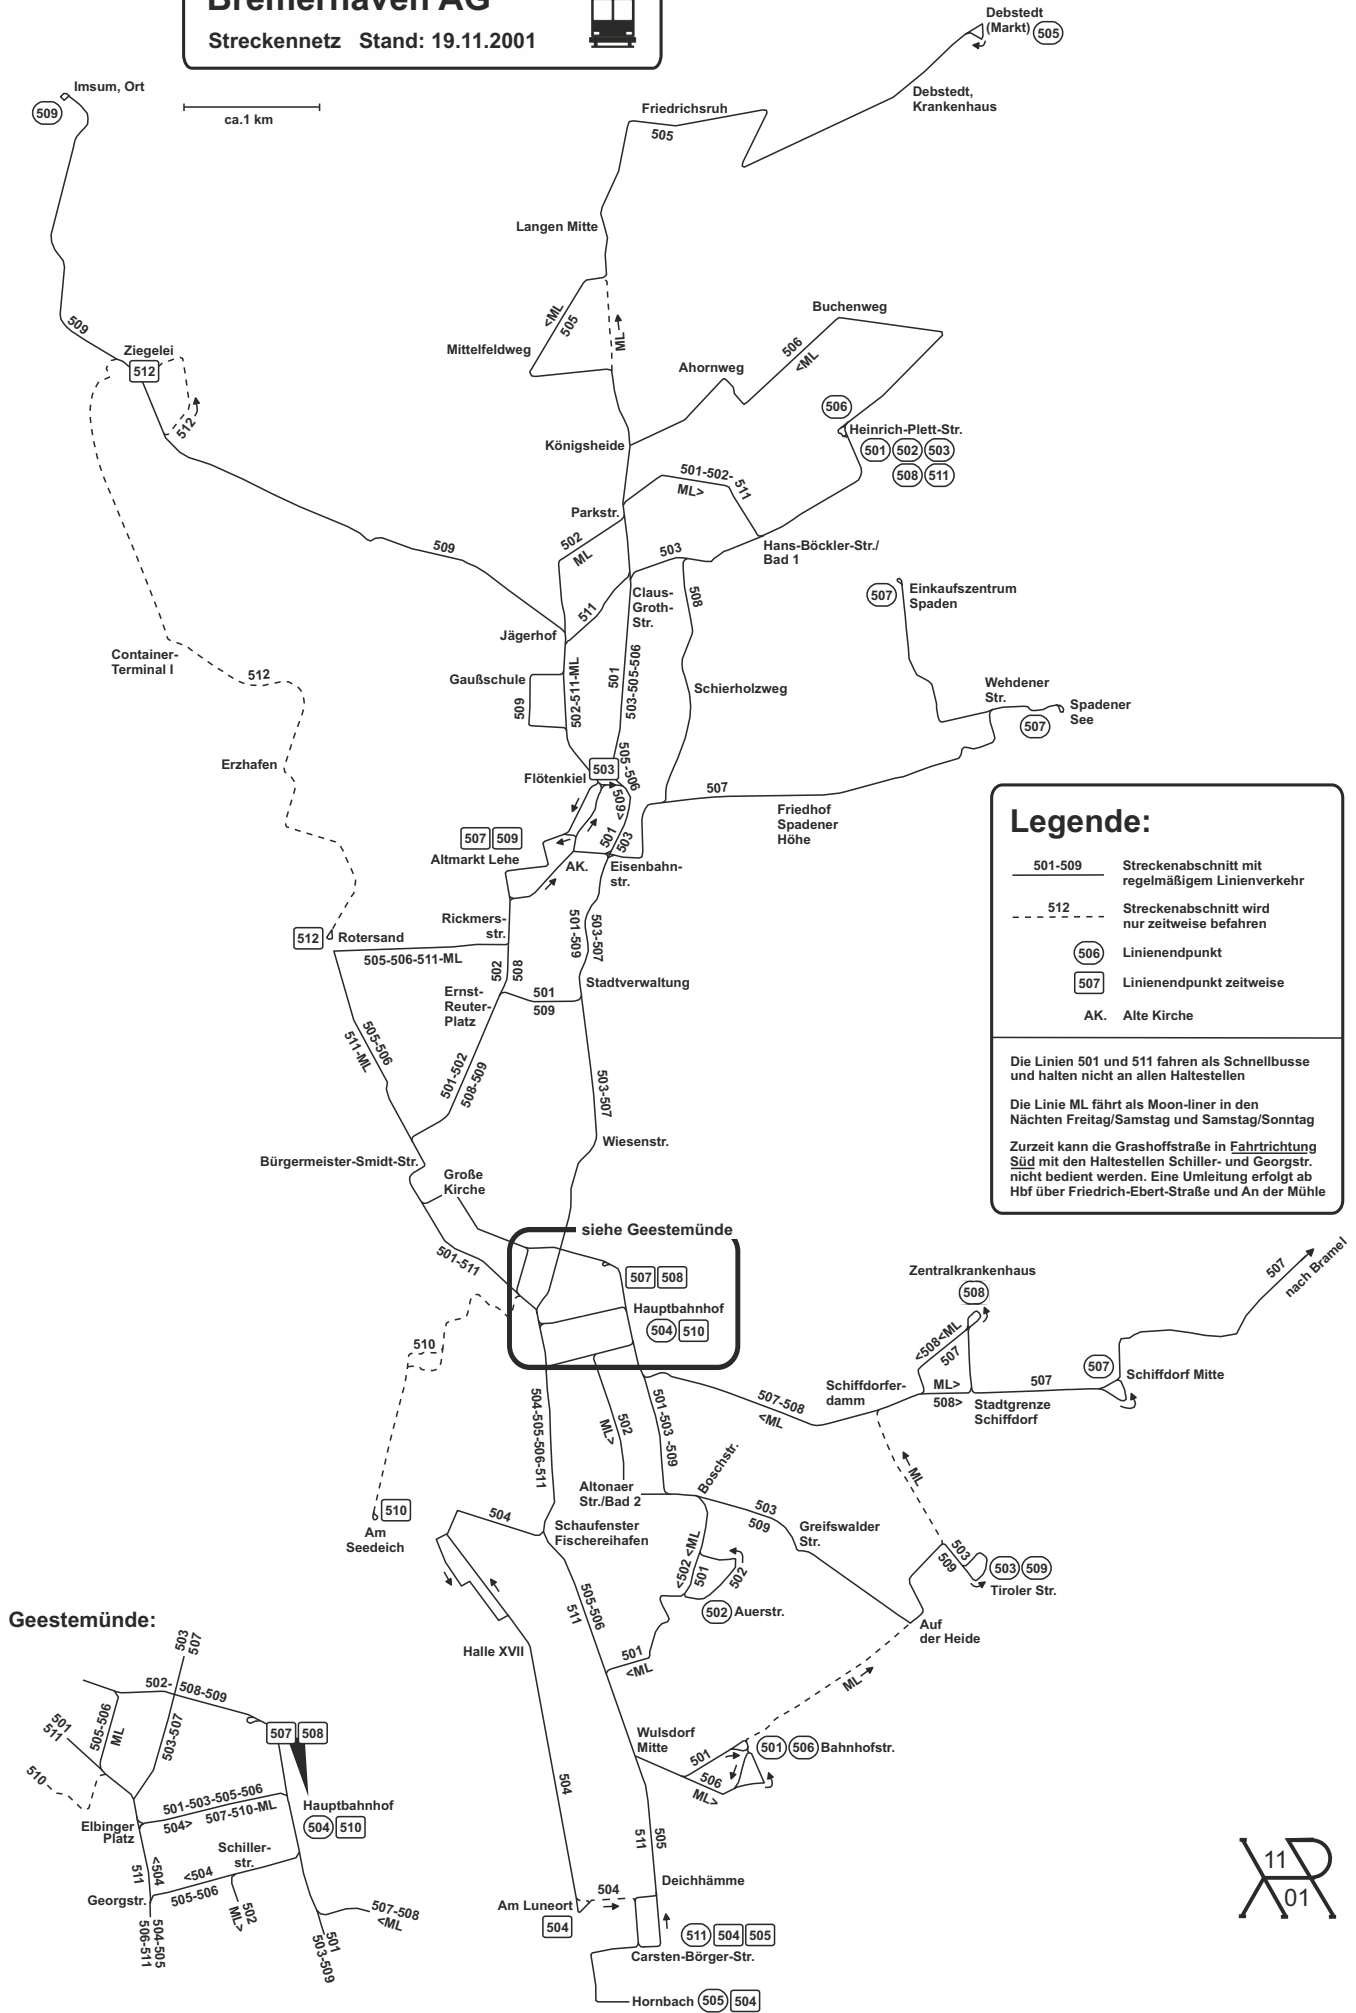 Bremerhaven AG
Streckennetz Stand: 19.11.2001
Debstedt
(Markt) 505
Imsum, Ort
509
ca.1 km
Debstedt,
Krankenhaus
Friedrichsruh
505
Langen Mitte
<ML
505
ML
Mittelfeldweg
Buchenweg
506
<ML
Ahornweg
509
Ziegelei
512
512
506
Heinrich-Plett-Str.
501 502 503
508 511
Königsheide
501-502-511
ML>
Parkstr.
502
ML
503
Hans-Böckler-Str./
Bad 1
509
508
511
Claus-
Groth-
Str.
507
Einkaufszentrum
Spaden
Jägerhof
Container-
Terminal I
512
Gaußschule
509
502-511-ML
501
503-505-506
Schierholzweg
Wehdener
Str.
507
Spadener
See
Erzhafen
Flötenkiel
503
505-506
509<
501
503
507
Friedhof
Spadener
Höhe
507 509
Altmarkt Lehe
AK.
Eisenbahn-
str.
Rickmers-
str.
512 Rotersand
505-506-511-ML
502
508
501-509
503-507
Ernst-
Reuter-
Platz
501
509
Stadtverwaltung
505-506
511-ML
501-502
508-509
503-507
Wiesenstr.
Bürgermeister-Smidt-Str.
Große
Kirche
501-511
siehe Geestemünde
507 508
Hauptbahnhof
504 510
510
510
Am
Seedeich
Legende:
501-509
Streckenabschnitt mit
regelmäßigem Linienverkehr
512
Streckenabschnitt wird
nur zeitweise befahren
506 Linienendpunkt
507 Linienendpunkt zeitweise
AK. Alte Kirche
Die Linien 501 und 511 fahren als Schnellbusse
und halten nicht an allen Haltestellen
Die Linie ML fährt als Moon-liner in den
Nächten Freitag/Samstag und Samstag/Sonntag
Zurzeit kann die Grashoffstraße in Fahrtrichtung
Süd mit den Haltestellen Schiller- und Georgstr.
nicht bedient werden. Eine Umleitung erfolgt ab
Hbf über Friedrich-Ebert-Straße und An der Mühle
507
nach Bramel
Zentralkrankenhaus
508
<508<ML
507
Schiffdorfer-
damm
ML>
508>
507
Stadtgrenze
Schiffdorf
507
Schiffdorf Mitte
507-508
<ML
504-505-506-511
502
ML>
501-503-509
Altonaer
Str./Bad 2
Boschstr.
503
509
Greifswalder
Str.
ML
504
Schaufenster
Fischereihafen
<502 <ML
501
502
502 Auerstr.
503
509
503 509
Tiroler Str.
505-506
511
Auf
der Heide
Halle XVII
501
<ML
ML
Wulsdorf
Mitte
501
506
ML>
501 506 Bahnhofstr.
504
511
505
Deichhämme
Am Luneort
504
504
511 504 505
Carsten-Börger-Str.
Hornbach 505 504
Geestemünde:
503
507
502-508-509
505-506
ML
501
511
503-507
507 508
510
Hauptbahnhof
504 510
501-503-505-506
504> 507-510-ML
Elbinger
Platz
Schiller-
str.
511
<504
<504
505-506
Georgstr.
502
ML>
504-505
506-511
507-508
<ML
501
503-509
11
01